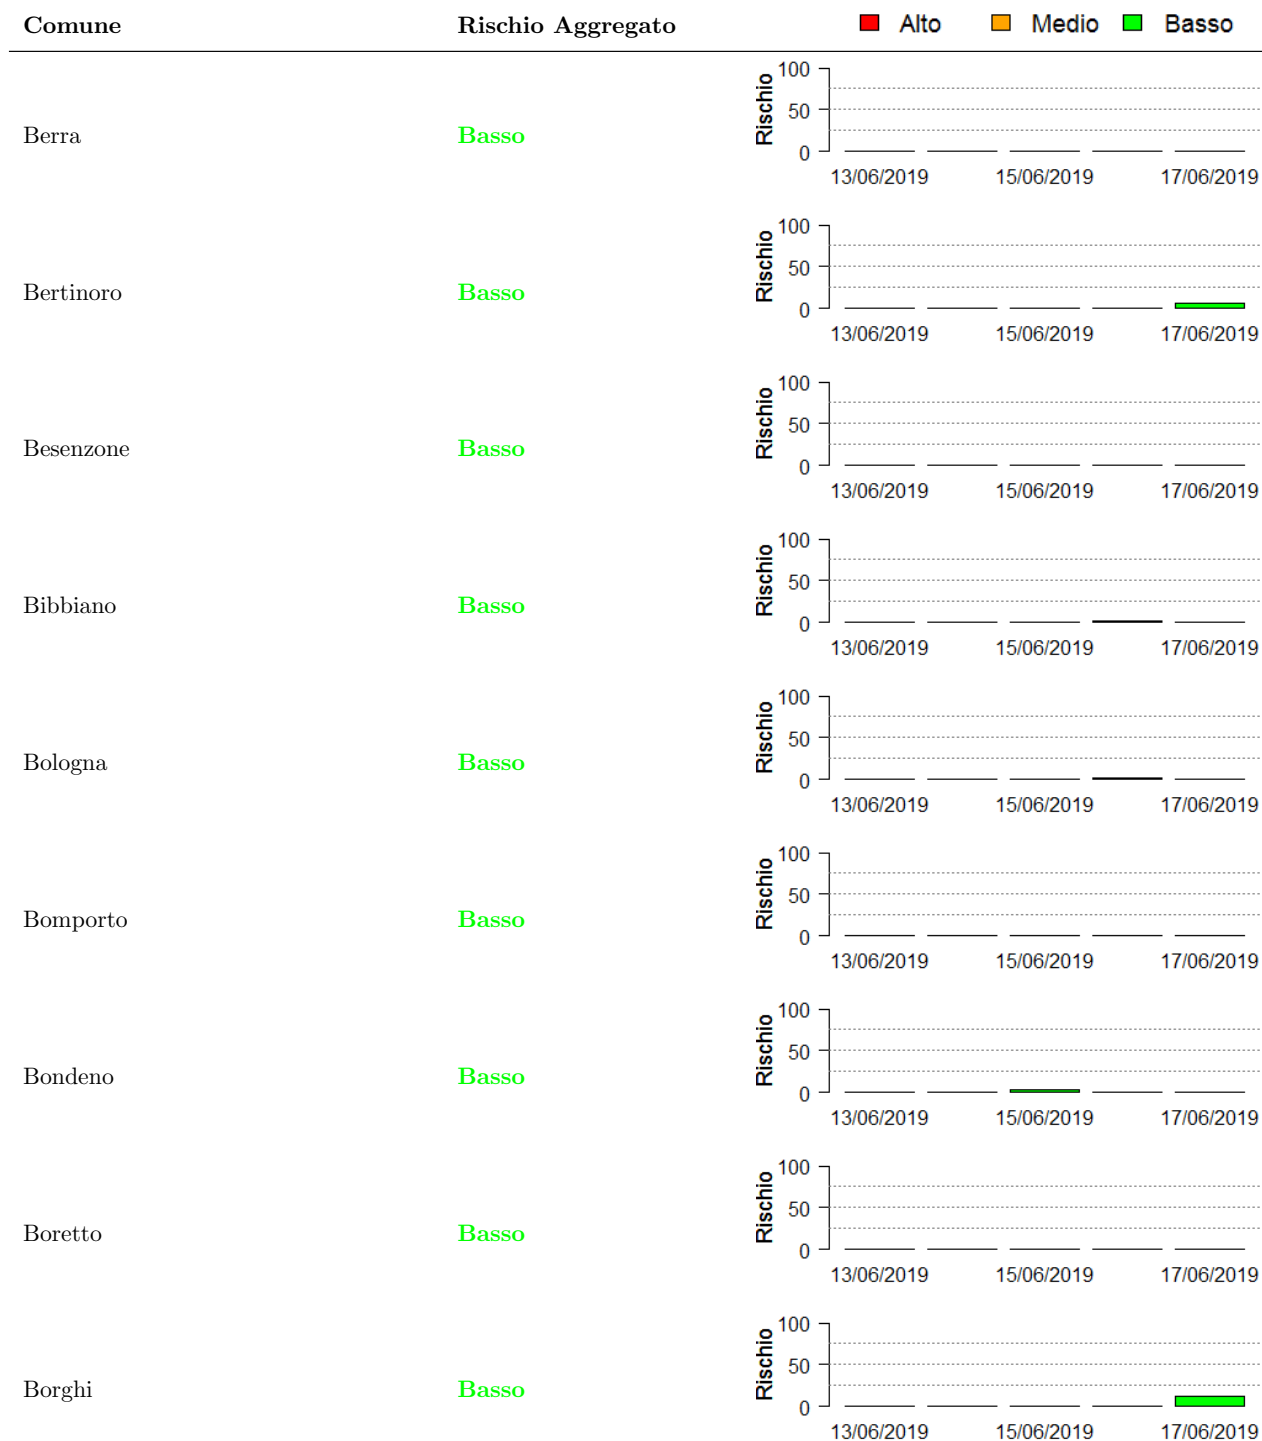 Comune Rischio Aggregato Alto Medio Basso
Berra Basso Rischio 100 50 0
13/06/2019 15/06/2019 17/06/2019
Bertinoro Basso Rischio 100 50 0
13/06/2019 15/06/2019 17/06/2019
Besenzone Basso Rischio 100 50 0
13/06/2019 15/06/2019 17/06/2019
Bibbiano Basso Rischio 100 50 0
13/06/2019 15/06/2019 17/06/2019
Bologna Basso Rischio 100 50 0
13/06/2019 15/06/2019 17/06/2019
Bomporto Basso Rischio 100 50 0
13/06/2019 15/06/2019 17/06/2019
Bondeno Basso Rischio 100 50 0
13/06/2019 15/06/2019 17/06/2019
Boretto Basso Rischio 100 50 0
13/06/2019 15/06/2019 17/06/2019
Borghi Basso Rischio 100 50 0
13/06/2019 15/06/2019 17/06/2019